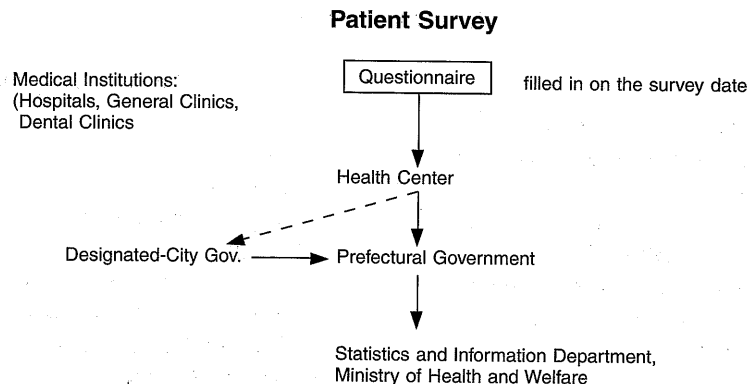 Patient Survey
Medical Institutions:
(Hospitals, General Clinics,
Dental Clinics
Questionnaire
filled in on the survey date
Health Center
Designated-City Gov.
Prefectural Government
Statistics and Information Department,
Ministry of Health and Welfare